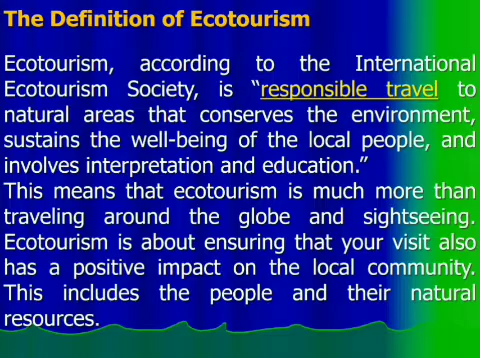 The Definition of Ecotourism
Ecotourism, according to the International
Ecotourism Society, is “responsible travel to
natural areas that conserves the environment,
sustains the well-being of the local people, and
involves interpretation and education.”
This means that ecotourism is much more than
traveling around the globe and sightseeing.
Ecotourism is about ensuring that your visit also
has a positive impact on the local community.
This includes the people and their natural
resources.